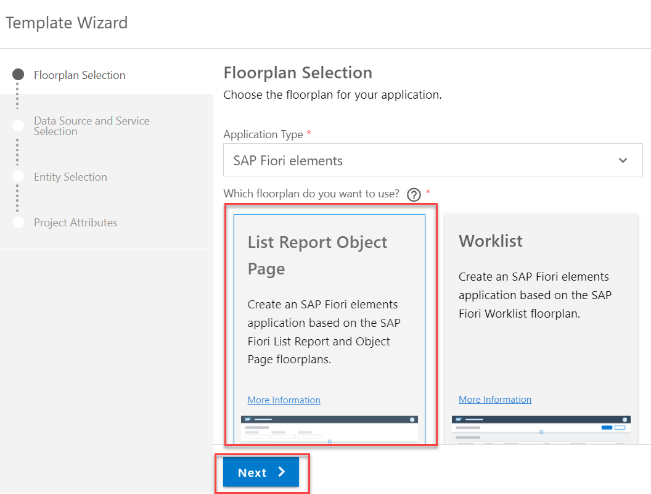 Template Wizard
Floorplan Selection
Data Source and Service
Selection
Entity Selection
Project Attributes
Floorplan Selection
Choose the floorplan for your application.
Application Type *
SAP Fiori elements
Which floorplan do you want to use? ? *
List Report Object
Page
Create an SAP Fiori elements
application based on the SAP
Fiori List Report and Object
Page floorplans.
More Information
Worklist
Create an SAP Fiori elements
application based on the SAP
Fiori Worklist floorplan.
More Information
Next